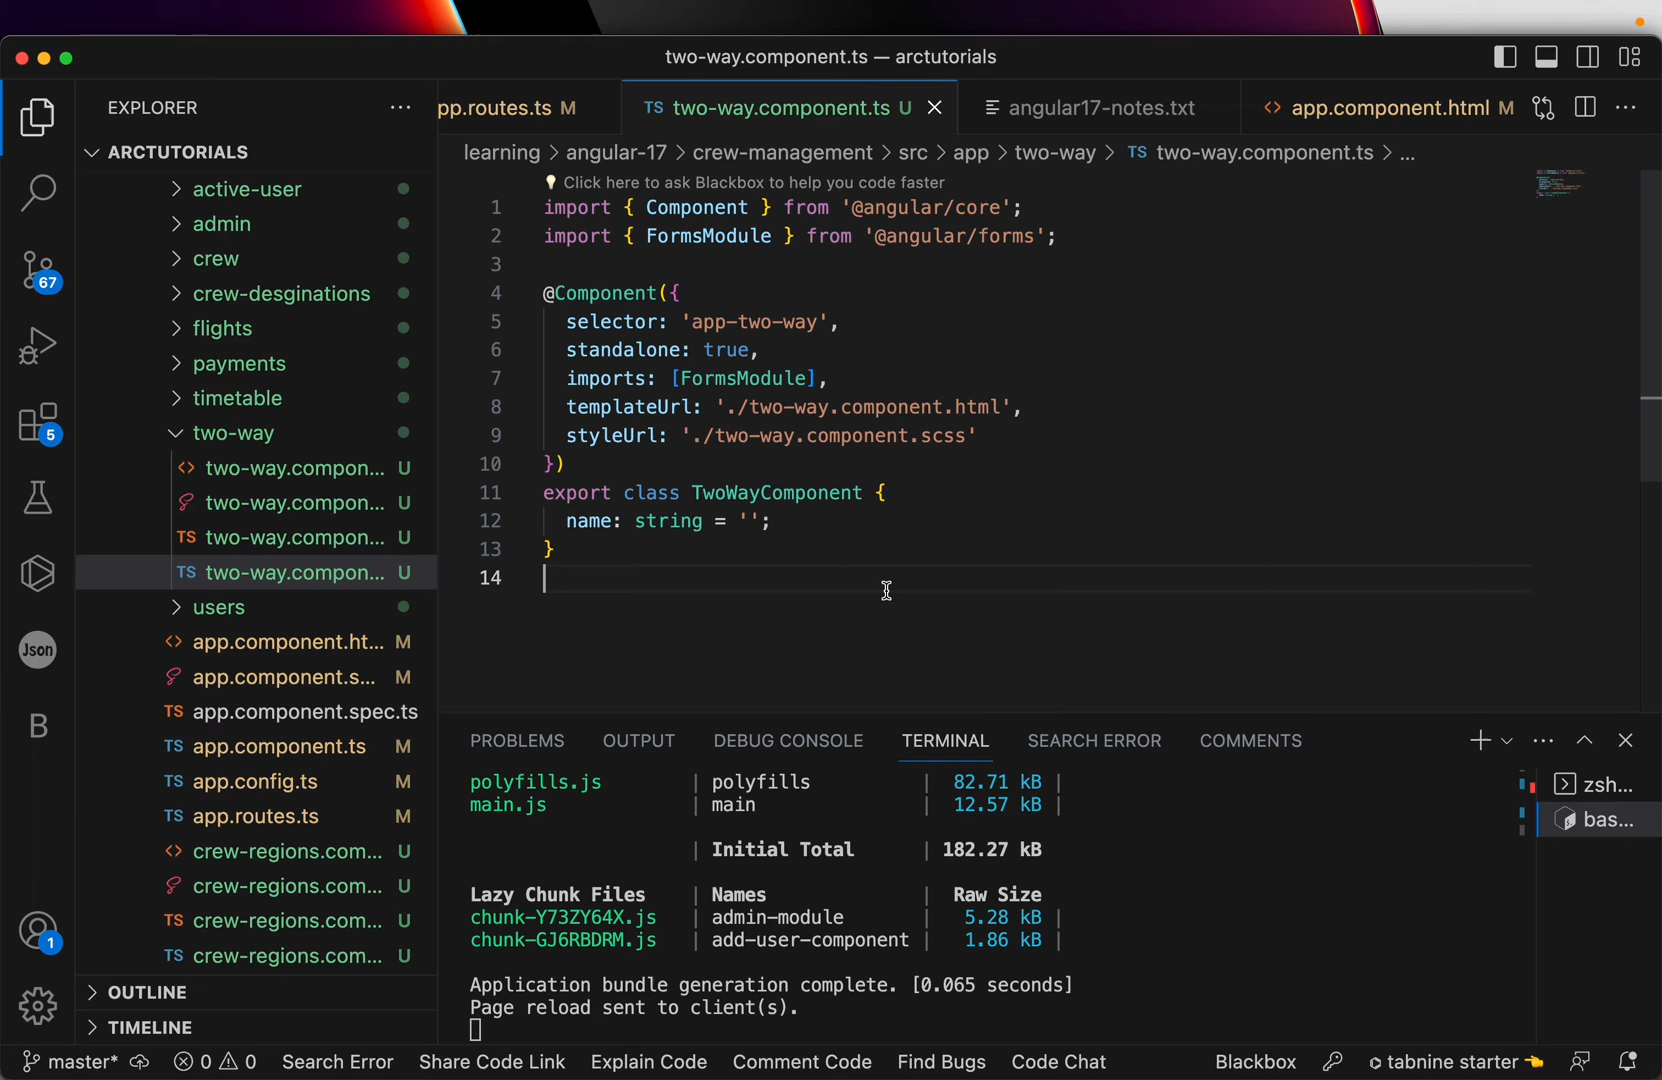 two-way.component.ts — arctutorials
EXPLORER
pp.routes.ts M
TS two-way.component.ts U
angular17-notes.txt
<> app.component.html M
ARCTUTORIALS
learning > angular-17 > crew-management > src > app > two-way > TS two-way.component.ts > ...
active-user
admin
crew
crew-desginations
flights
payments
timetable
two-way
<> two-way.compon... U
two-way.compon... U
TS two-way.compon... U
TS two-way.compon... U
users
<> app.component.ht... M
app.component.s... M
TS app.component.spec.ts
TS app.component.ts M
TS app.config.ts M
TS app.routes.ts M
<> crew-regions.com... U
crew-regions.com... U
TS crew-regions.com... U
TS crew-regions.com... U
OUTLINE
TIMELINE
67
5
Json
B
1
Click here to ask Blackbox to help you code faster
1 import { Component } from '@angular/core';
2 import { FormsModule } from '@angular/forms';
3
4 @Component({
5 selector: 'app-two-way',
6 standalone: true,
7 imports: [FormsModule],
8 templateUrl: './two-way.component.html',
9 styleUrl: './two-way.component.scss'
10 })
11 export class TwoWayComponent {
12 name: string = '';
13 }
14
PROBLEMS OUTPUT DEBUG CONSOLE TERMINAL SEARCH ERROR COMMENTS
polyfills.js | polyfills | 82.71 kB |
main.js | main | 12.57 kB |
| Initial Total | 182.27 kB
Lazy Chunk Files | Names | Raw Size
chunk-Y73ZY64X.js | admin-module | 5.28 kB |
chunk-GJ6RBDRM.js | add-user-component | 1.86 kB |
Application bundle generation complete. [0.065 seconds]
Page reload sent to client(s).
zsh...
bas...
master* 0 0 Search Error Share Code Link Explain Code Comment Code Find Bugs Code Chat Blackbox tabnine starter